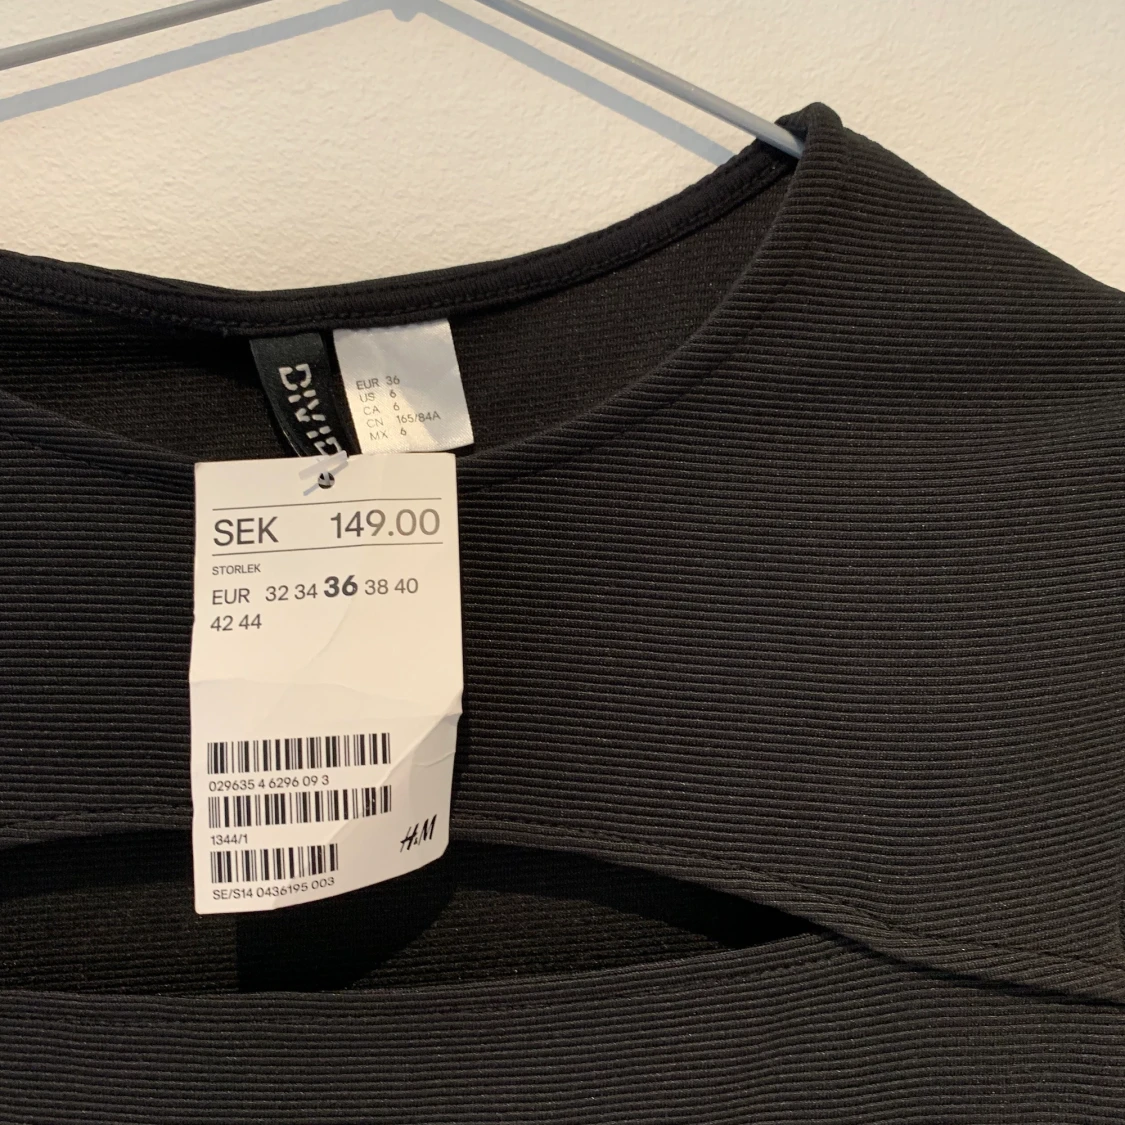 DIVID
EUR 36
US 6
CA 6
CN 165/84A
MX 6
SEK 149.00
STORLEK
EUR 32 34 36 38 40
42 44
029635 4 6296 09 3
1344/1
H&M
SE/S14 0436195 003